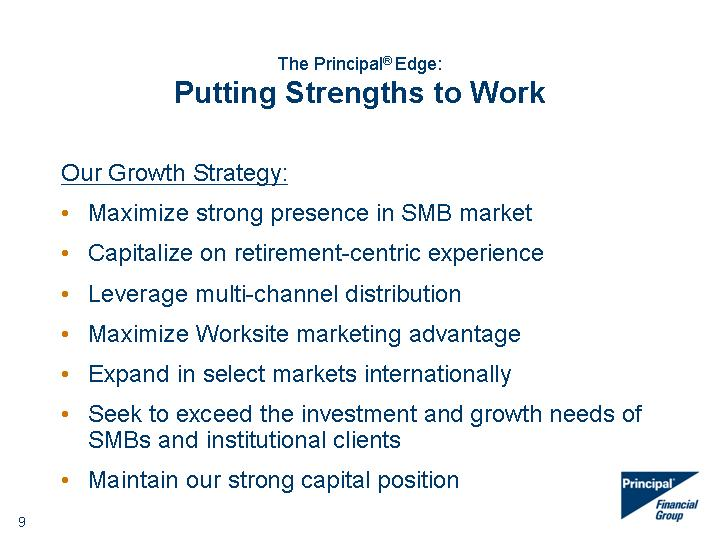 The Principal® Edge:
Putting Strengths to Work
Our Growth Strategy:
• Maximize strong presence in SMB market
• Capitalize on retirement-centric experience
• Leverage multi-channel distribution
• Maximize Worksite marketing advantage
• Expand in select markets internationally
• Seek to exceed the investment and growth needs of
SMBs and institutional clients
• Maintain our strong capital position
Principal®
Financial
Group
9